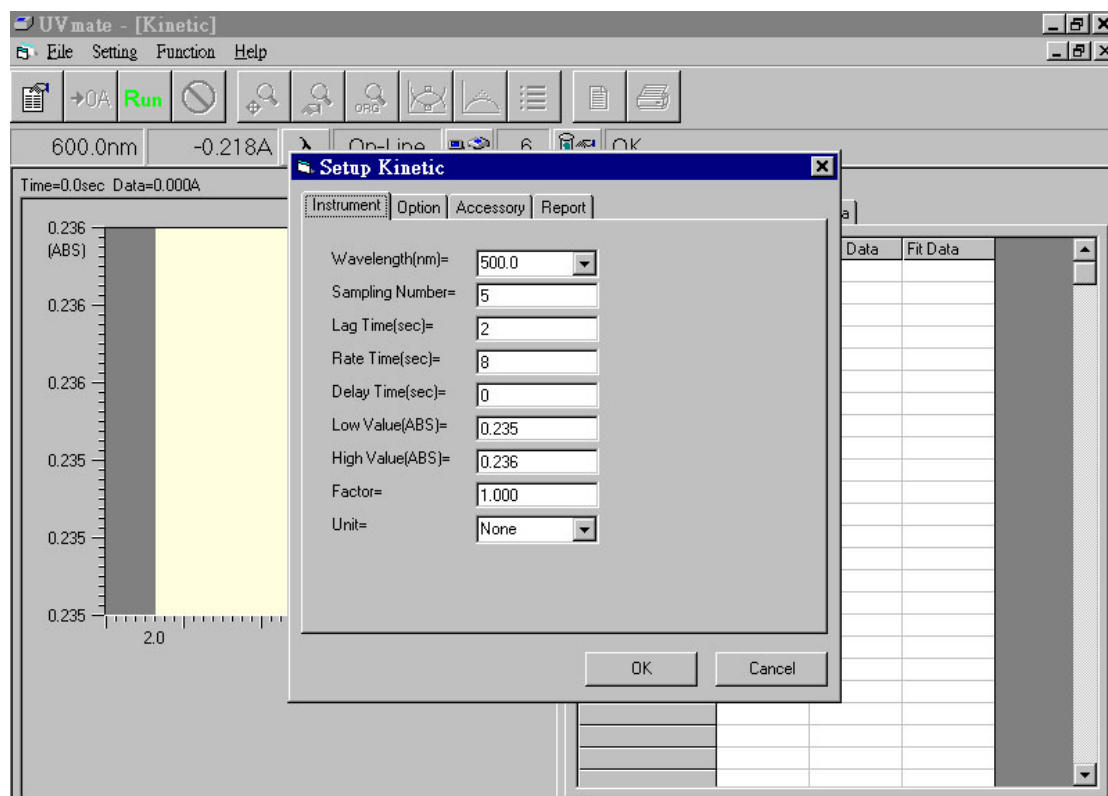 UVmate - [Kinetic]
File Setting Function Help
→0A Run ORG
600.0nm -0.218A λ On-Line 6 OK
Time=0.0sec Data=0.000A
0.236
(ABS)
0.236
0.236
0.235
0.235
0.235
2.0
Setup Kinetic
Instrument Option Accessory Report
Wavelength(nm)= 500.0
Sampling Number= 5
Lag Time(sec)= 2
Rate Time(sec)= 8
Delay Time(sec)= 0
Low Value(ABS)= 0.235
High Value(ABS)= 0.236
Factor= 1.000
Unit= None
OK Cancel
a
Data Fit Data